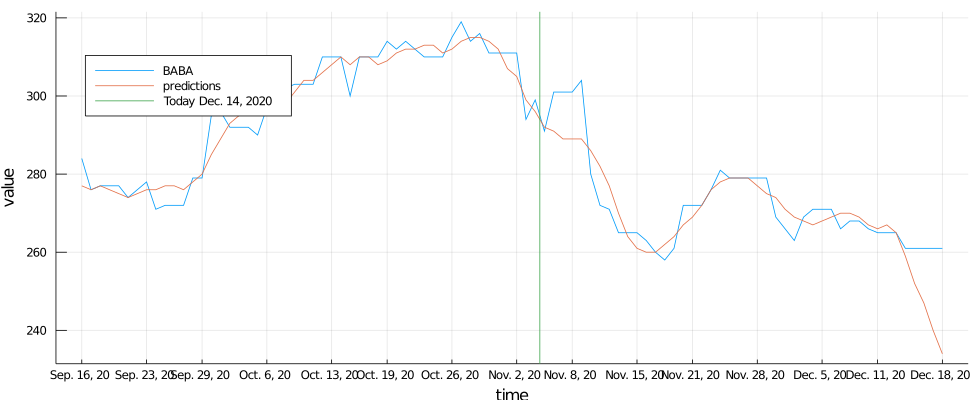 320
300
280
260
240
value
BABA
predictions
Today Dec. 14, 2020
Sep. 16, 20 Sep. 23, 20 Sep. 29, 20 Oct. 6, 20 Oct. 13, 20 Oct. 19, 20 Oct. 26, 20 Nov. 2, 20 Nov. 8, 20 Nov. 15, 20 Nov. 21, 20 Nov. 28, 20 Dec. 5, 20 Dec. 11, 20 Dec. 18, 20
time